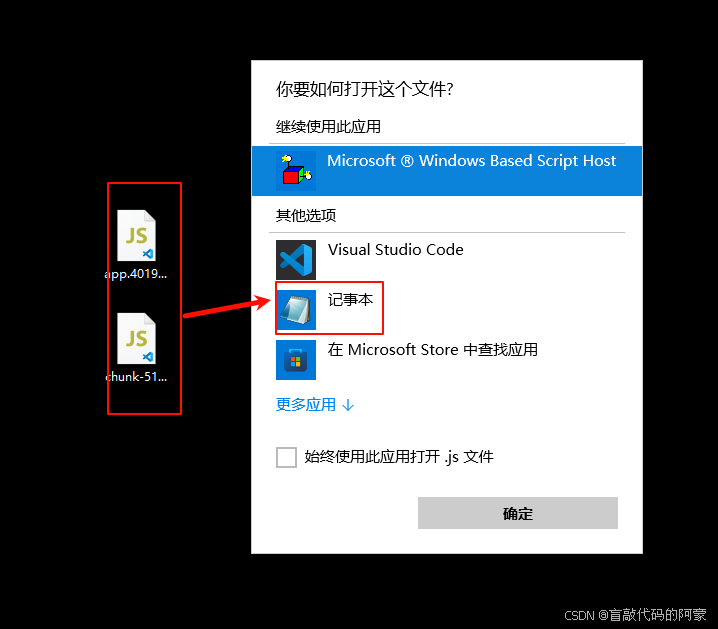 你要如何打开这个文件?
继续使用此应用
Microsoft ® Windows Based Script Host
其他选项
Visual Studio Code
记事本
在 Microsoft Store 中查找应用
更多应用 ↓
始终使用此应用打开 .js 文件
确定
JS
app.4019...
JS
chunk-51...
CSDN @盲敲代码的阿蒙